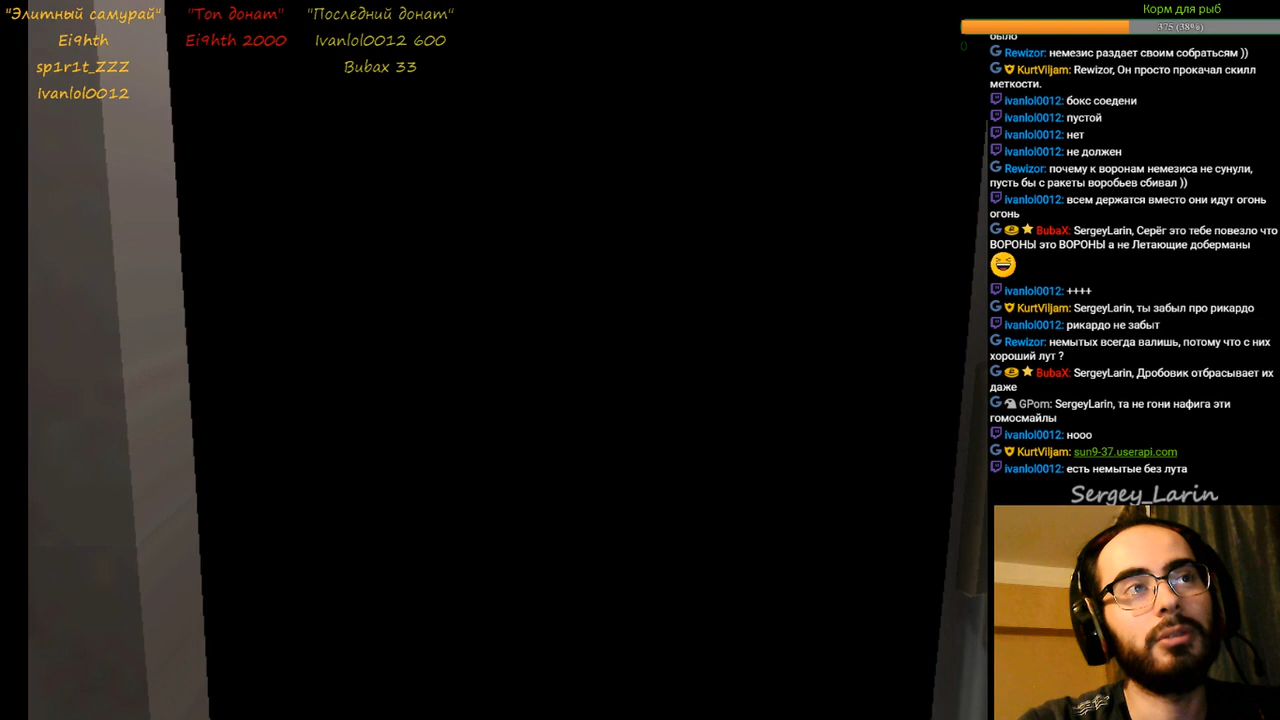 "Элитный самурай"
Ei9hth
sp1r1t_ZZZ
ivanlol0012
"Топ донат"
Ei9hth 2000
"Последний донат"
Ivanlol0012 600
Bubax 33
Корм для рыб
375 (38%)
0
было
Rewizor: немезис раздает своим собратьсям ))
KurtViljam: Rewizor, Он просто прокачал скилл
меткости.
ivanlol0012: бокс соедени
ivanlol0012: пустой
ivanlol0012: нет
ivanlol0012: не должен
Rewizor: почему к воронам немезиса не сунули,
пусть бы с ракеты воробьев сбивал ))
ivanlol0012: всем держатся вместо они идут огонь
огонь
BubaX: SergeyLarin, Серёг это тебе повезло что
ВОРОНЫ это ВОРОНЫ а не Летающие доберманы
ivanlol0012: ++++
KurtViljam: SergeyLarin, ты забыл про рикардо
ivanlol0012: рикардо не забыт
Rewizor: немытых всегда валишь, потому что с них
хороший лут ?
BubaX: SergeyLarin, Дробовик отбрасывает их
даже
GPom: SergeyLarin, та не гони нафига эти
гомосмайлы
ivanlol0012: нооо
KurtViljam: sun9-37.userapi.com
ivanlol0012: есть немытые без лута
Sergey_Larin